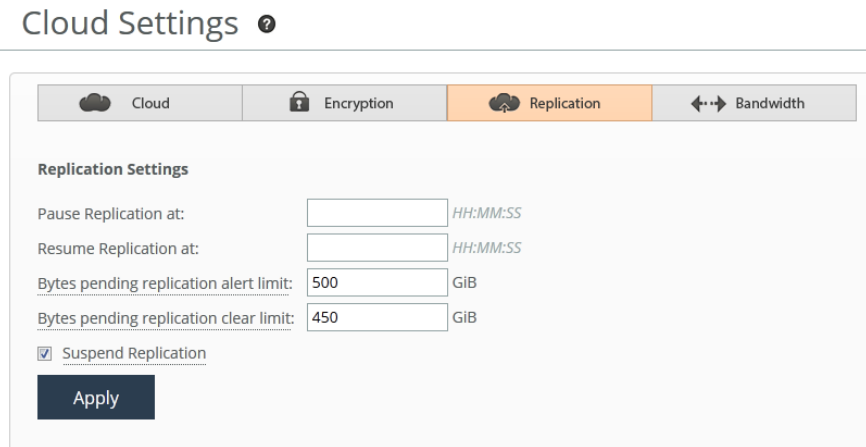 Cloud Settings ?
Cloud Encryption Replication Bandwidth
Replication Settings
Pause Replication at: HH:MM:SS
Resume Replication at: HH:MM:SS
Bytes pending replication alert limit: 500 GiB
Bytes pending replication clear limit: 450 GiB
Suspend Replication
Apply